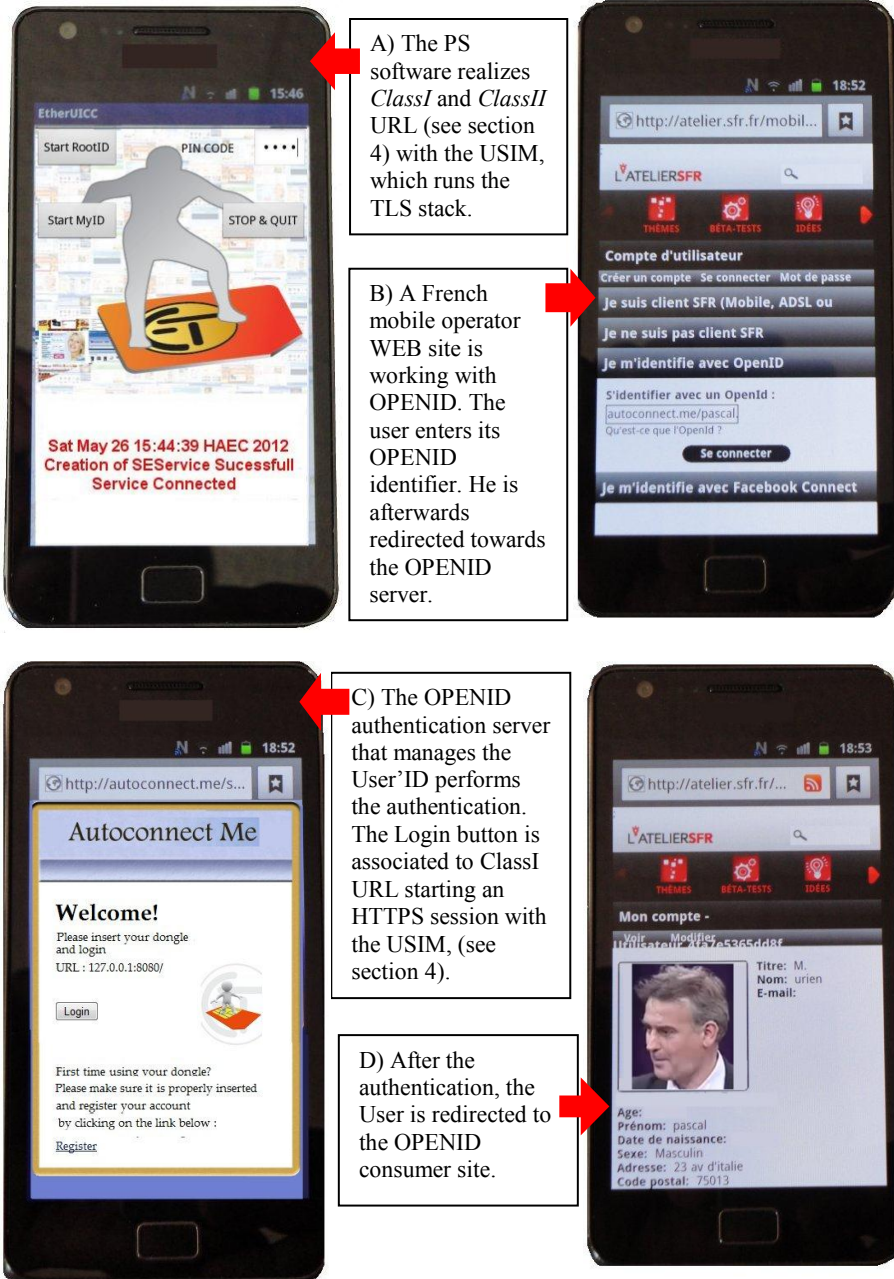 15:46
EtherUICC
Start RootID
PIN CODE
••••
Start MyID
STOP & QUIT
Sat May 26 15:44:39 HAEC 2012
Creation of SEService Sucessfull
Service Connected
A) The PS
software realizes
ClassI and ClassII
URL (see section
4) with the USIM,
which runs the
TLS stack.
B) A French
mobile operator
WEB site is
working with
OPENID. The
user enters its
OPENID
identifier. He is
afterwards
redirected towards
the OPENID
server.
18:52
http://atelier.sfr.fr/mobil...
L'ATELIERSFR
THÈMES BÉTA-TESTS IDÉES
Compte d'utilisateur
Créer un compte Se connecter Mot de passe
Je suis client SFR (Mobile, ADSL ou
Je ne suis pas client SFR
Je m'identifie avec OpenID
S'identifier avec un OpenId :
autoconnect.me/pascal.
Qu'est-ce que l'OpenId ?
Se connecter
Je m'identifie avec Facebook Connect
18:52
http://autoconnect.me/s...
Autoconnect Me
Welcome!
Please insert your dongle
and login
URL : 127.0.0.1:8080/
Login
First time using your dongle?
Please make sure it is properly inserted
and register your account
by clicking on the link below :
Register
C) The OPENID
authentication server
that manages the
User'ID performs
the authentication.
The Login button is
associated to ClassI
URL starting an
HTTPS session with
the USIM, (see
section 4).
D) After the
authentication, the
User is redirected to
the OPENID
consumer site.
18:53
http://atelier.sfr.fr/...
L'ATELIERSFR
THÈMES BÉTA-TESTS IDÉES
Mon compte -
Voir Modifier
Utilisateur 4fa7e5365dd8f
Titre: M.
Nom: urien
E-mail:
Age:
Prénom: pascal
Date de naissance:
Sexe: Masculin
Adresse: 23 av d'italie
Code postal: 75013